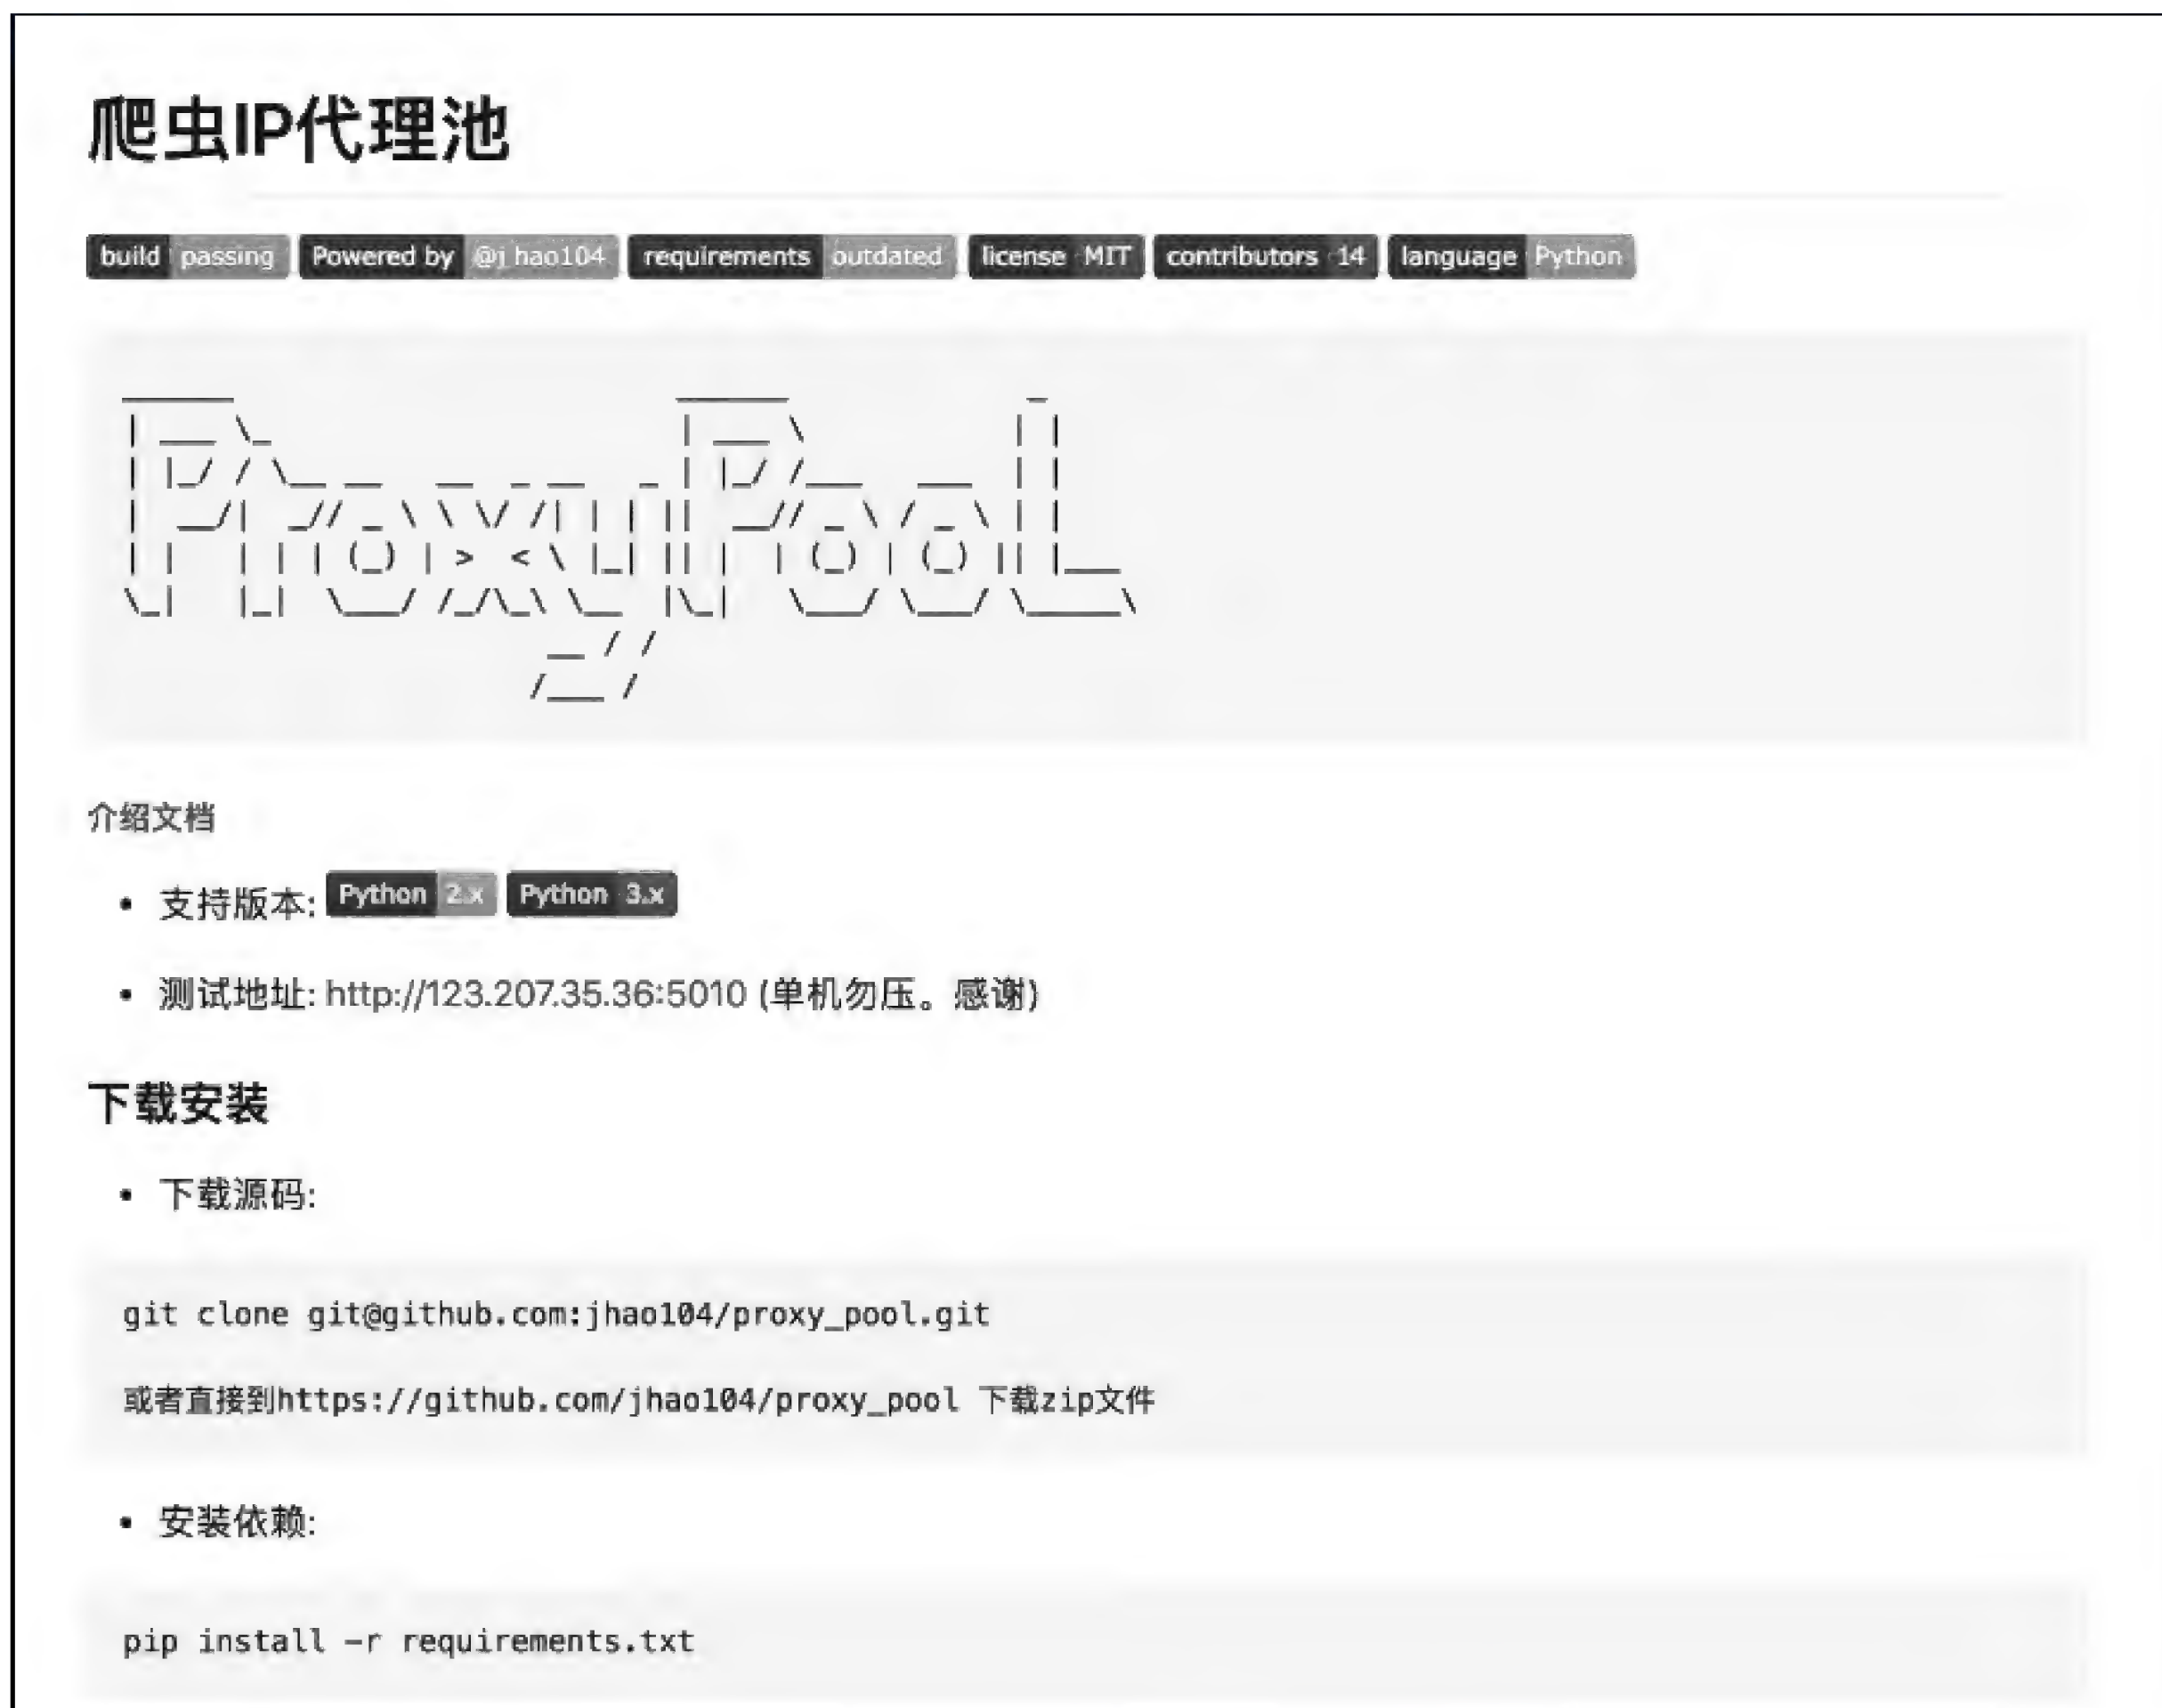 爬虫IP代理池
build passing Powered by @j hao104 requirements outdated license MIT contributors 14 language Python
ProxyPool
介绍文档
• 支持版本: Python 2.x Python 3.x
• 测试地址: http://123.207.35.36:5010 (单机勿压。感谢)
下载安装
• 下载源码:
git clone git@github.com:jhao104/proxy_pool.git
或者直接到https://github.com/jhao104/proxy_pool 下载zip文件
• 安装依赖:
pip install -r requirements.txt